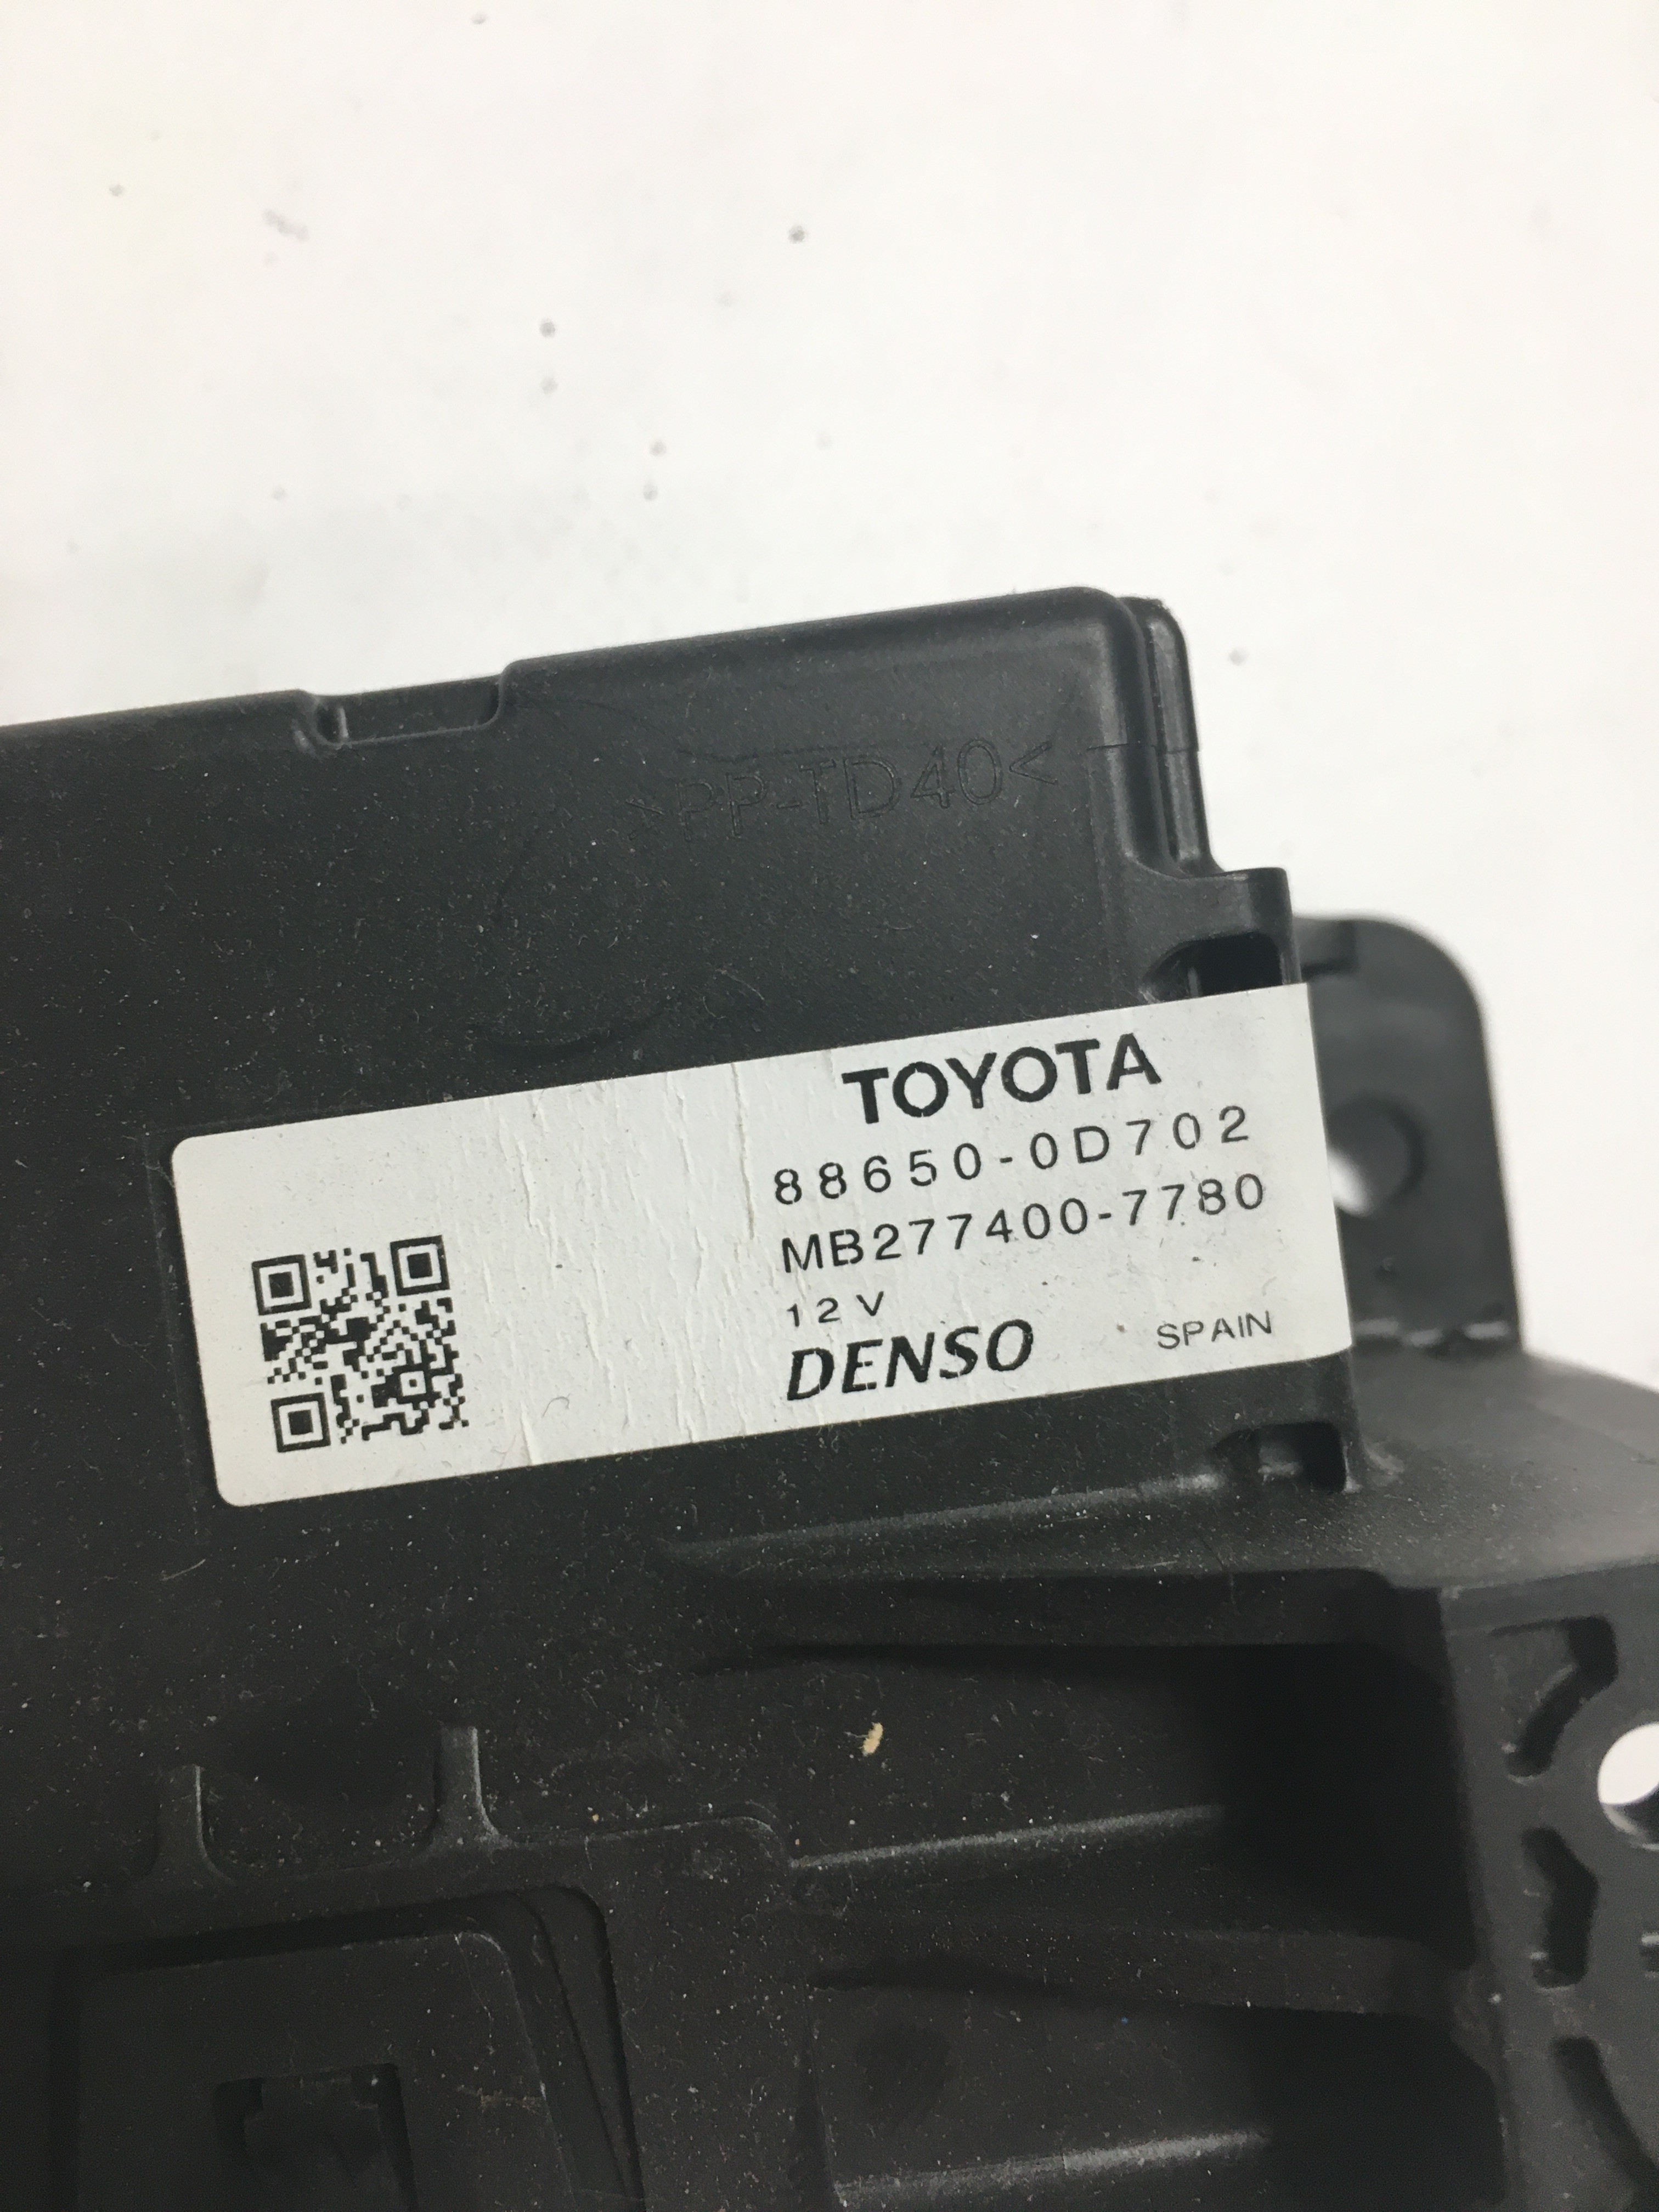 >PP-TD40<
TOYOTA
88650-0D702
MB277400-7780
12V
DENSO SPAIN